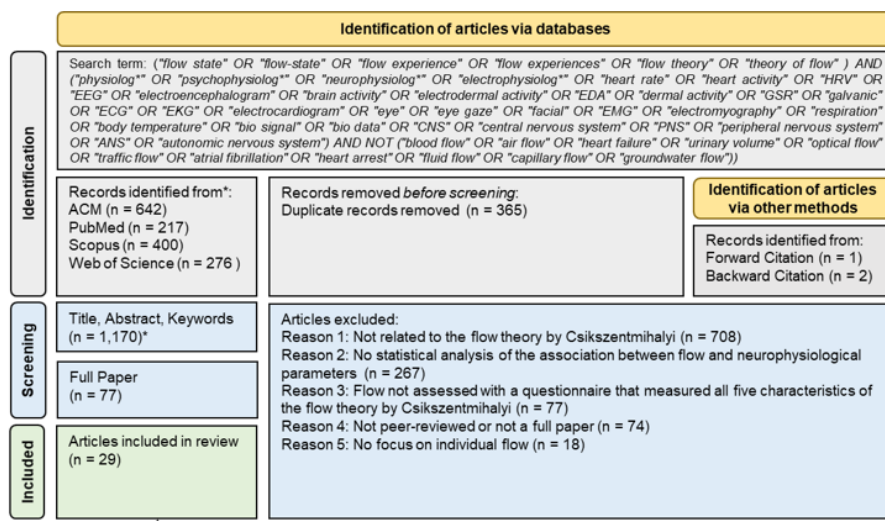 Identification of articles via databases
Identification
Search term: ("flow state" OR "flow-state" OR "flow experience" OR "flow experiences" OR "flow theory" OR "theory of flow" ) AND
("physiolog*" OR "psychophysiolog*" OR "neurophysiolog*" OR "electrophysiolog*" OR "heart rate" OR "heart activity" OR "HRV" OR
"EEG" OR "electroencephalogram" OR "brain activity" OR "electrodermal activity" OR "EDA" OR "dermal activity" OR "GSR" OR "galvanic"
OR "ECG" OR "EKG" OR "electrocardiogram" OR "eye" OR "eye gaze" OR "facial" OR "EMG" OR "electromyography" OR "respiration"
OR "body temperature" OR "bio signal" OR "bio data" OR "CNS" OR "central nervous system" OR "PNS" OR "peripheral nervous system"
OR "ANS" OR "autonomic nervous system") AND NOT ("blood flow" OR "air flow" OR "heart failure" OR "urinary volume" OR "optical flow"
OR "traffic flow" OR "atrial fibrillation" OR "heart arrest" OR "fluid flow" OR "capillary flow" OR "groundwater flow"))
Records identified from*:
ACM (n = 642)
PubMed (n = 217)
Scopus (n = 400)
Web of Science (n = 276 )
Records removed before screening:
Duplicate records removed (n = 365)
Identification of articles
via other methods
Records identified from:
Forward Citation (n = 1)
Backward Citation (n = 2)
Screening
Title, Abstract, Keywords
(n = 1,170)*
Full Paper
(n = 77)
Articles excluded:
Reason 1: Not related to the flow theory by Csikszentmihalyi (n = 708)
Reason 2: No statistical analysis of the association between flow and neurophysiological
parameters (n = 267)
Reason 3: Flow not assessed with a questionnaire that measured all five characteristics of
the flow theory by Csikszentmihalyi (n = 77)
Reason 4: Not peer-reviewed or not a full paper (n = 74)
Reason 5: No focus on individual flow (n = 18)
Included
Articles included in review
(n = 29)